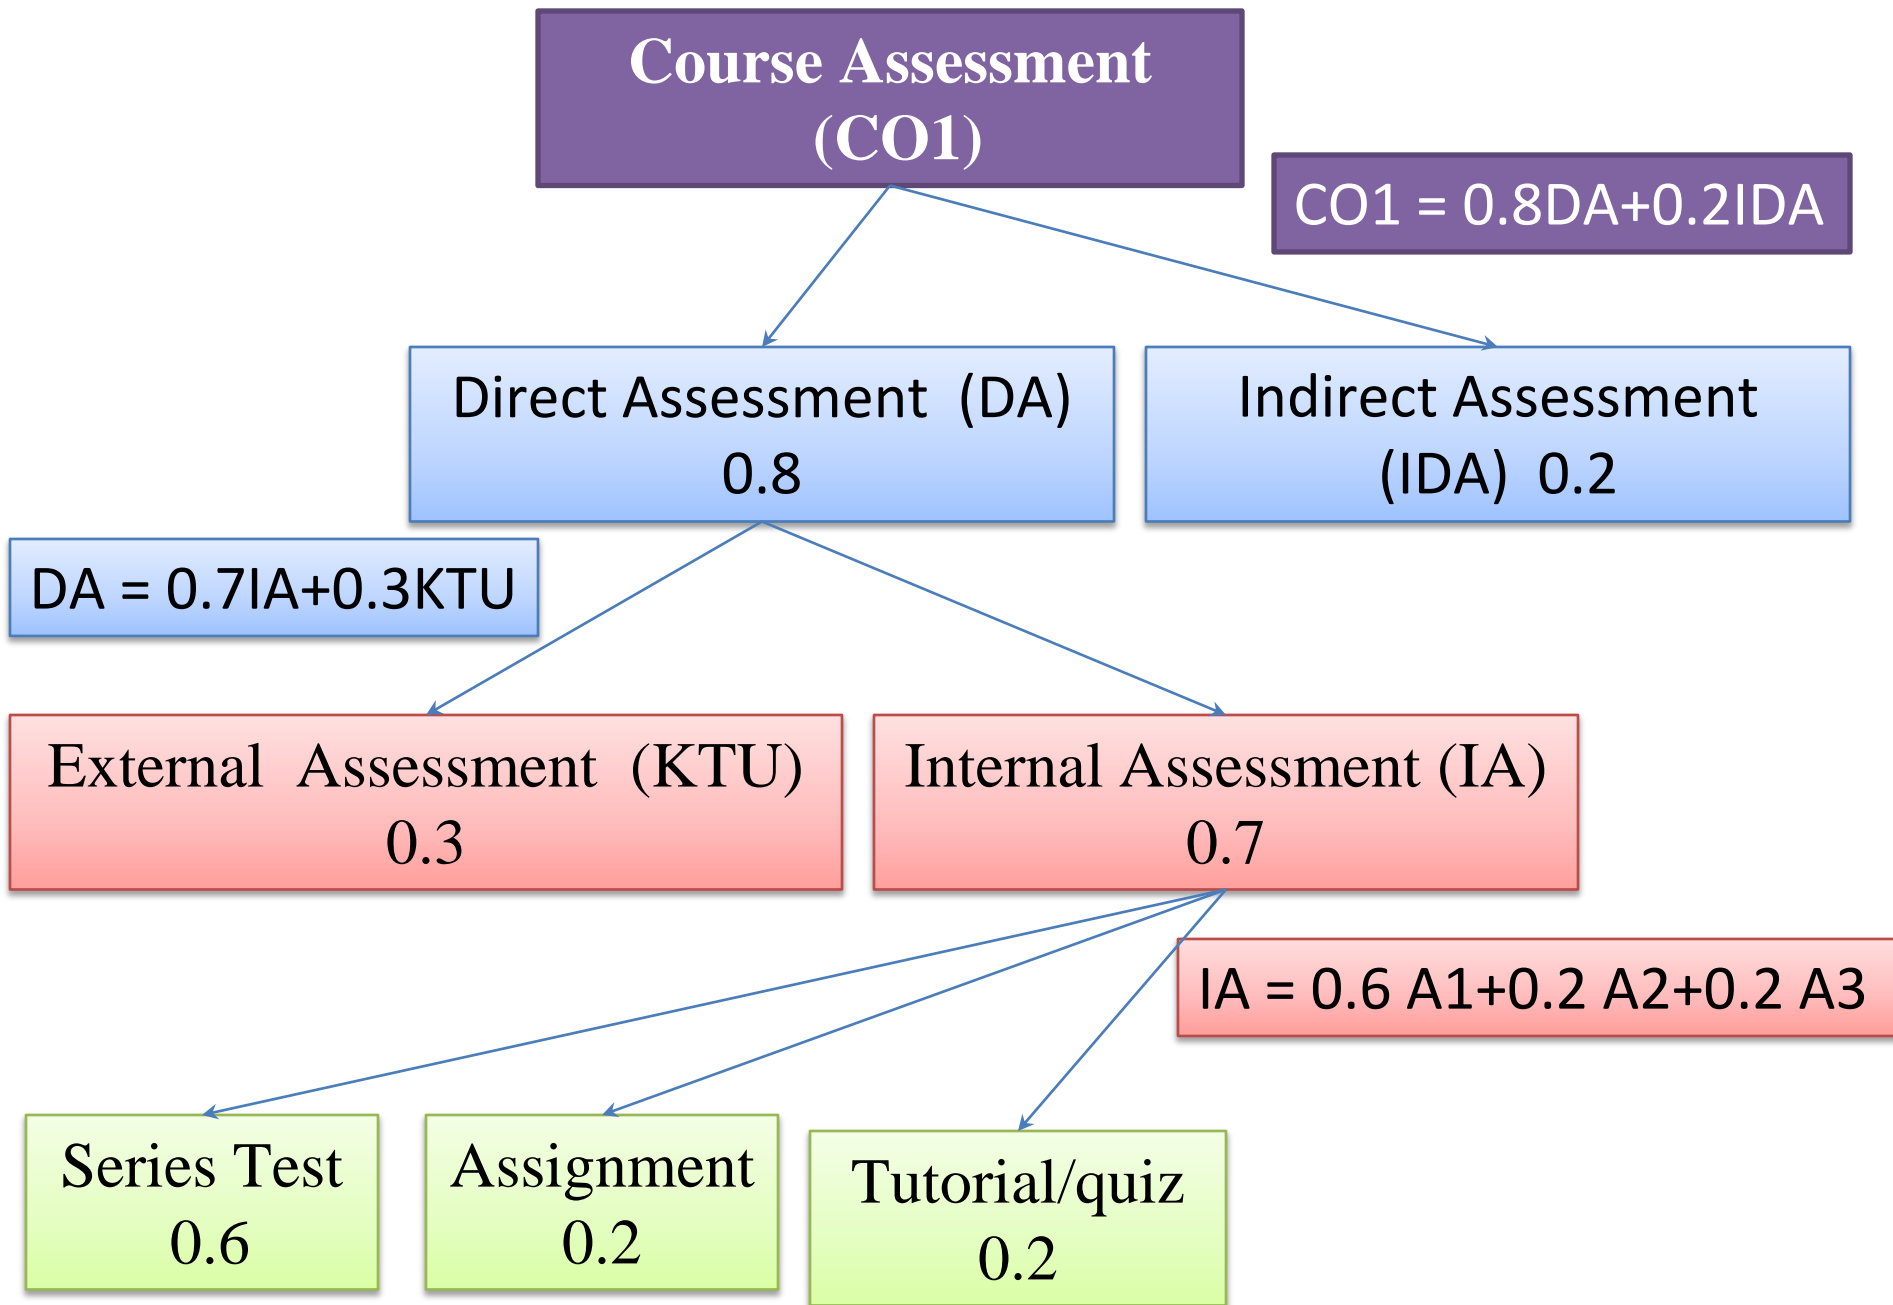 Course Assessment
(CO1)
CO1 = 0.8DA+0.2IDA
Direct Assessment (DA)
0.8
Indirect Assessment
(IDA) 0.2
DA = 0.7IA+0.3KTU
External Assessment (KTU)
0.3
Internal Assessment (IA)
0.7
IA = 0.6 A1+0.2 A2+0.2 A3
Series Test
0.6
Assignment
0.2
Tutorial/quiz
0.2